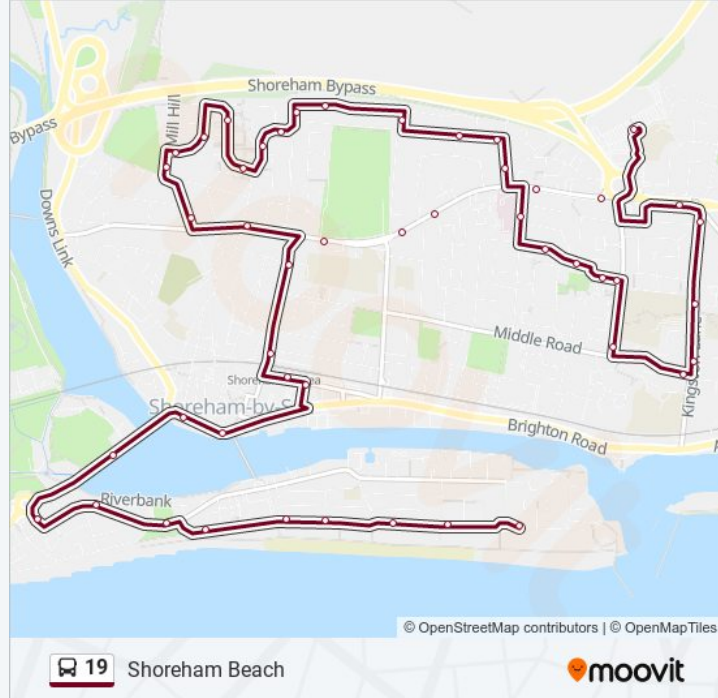 Shoreham Bypass
Mill Hill
Bypass
Downs Link
Middle Road
Shoreham-by-S
Brighton Road
Riverbank
© OpenStreetMap contributors | © OpenMapTiles
19
Shoreham Beach
moovit